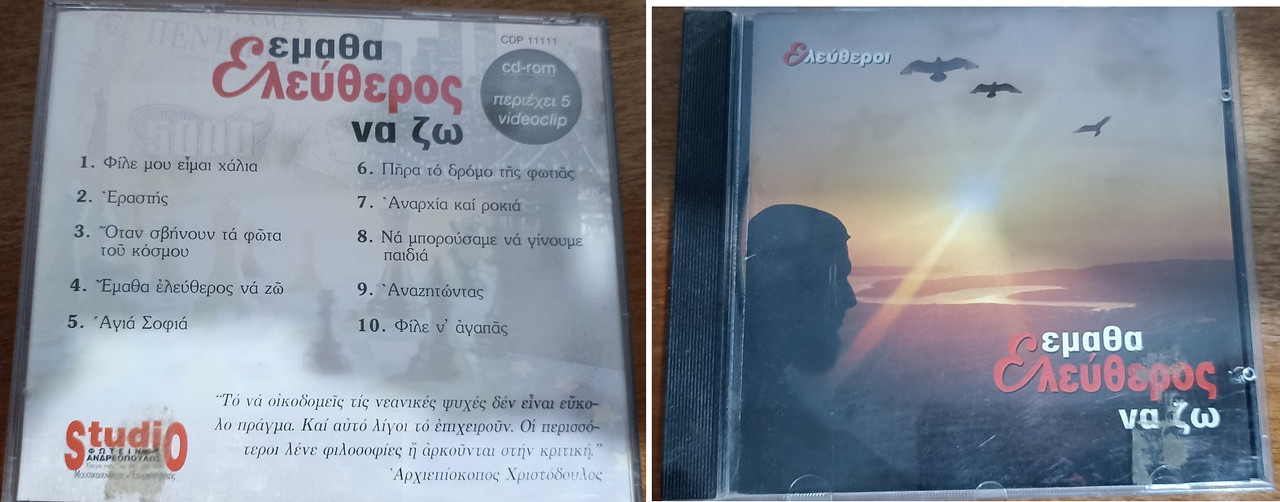 CDP 11111
εμαθα
Ελεύθερος
να ζω
cd-rom
περιέχει 5
videoclip
1. Φίλε μου εἶμαι χάλια
2. Ἐραστής
3. Ὅταν σβήνουν τά φῶτα
τοῦ κόσμου
4. Ἔμαθα ἐλεύθερος νά ζῶ
5. Ἁγιά Σοφιά
6. Πῆρα τό δρόμο τῆς φωτιᾶς
7. Ἀναρχία καί ροκιά
8. Νά μπορούσαμε νά γίνουμε
παιδιά
9. Ἀναζητώντας
10. Φίλε ν' ἀγαπᾶς
"Τό νά οἰκοδομεῖς τίς νεανικές ψυχές δέν εἶναι εὔκο-
λο πράγμα. Καί αὐτό λίγοι τό ἐπιχειροῦν. Οἱ περισσό-
τεροι λένε φιλοσοφίες ἤ ἀρκοῦνται στήν κριτική."
Ἀρχιεπίσκοπος Χριστόδουλος
StudiO
ΦΩΤΕΙΝΟ
ΑΝΔΡΕΟΠΟΥΛΟΣ
Ελεύθεροι
εμαθα
Ελεύθερος
να ζω